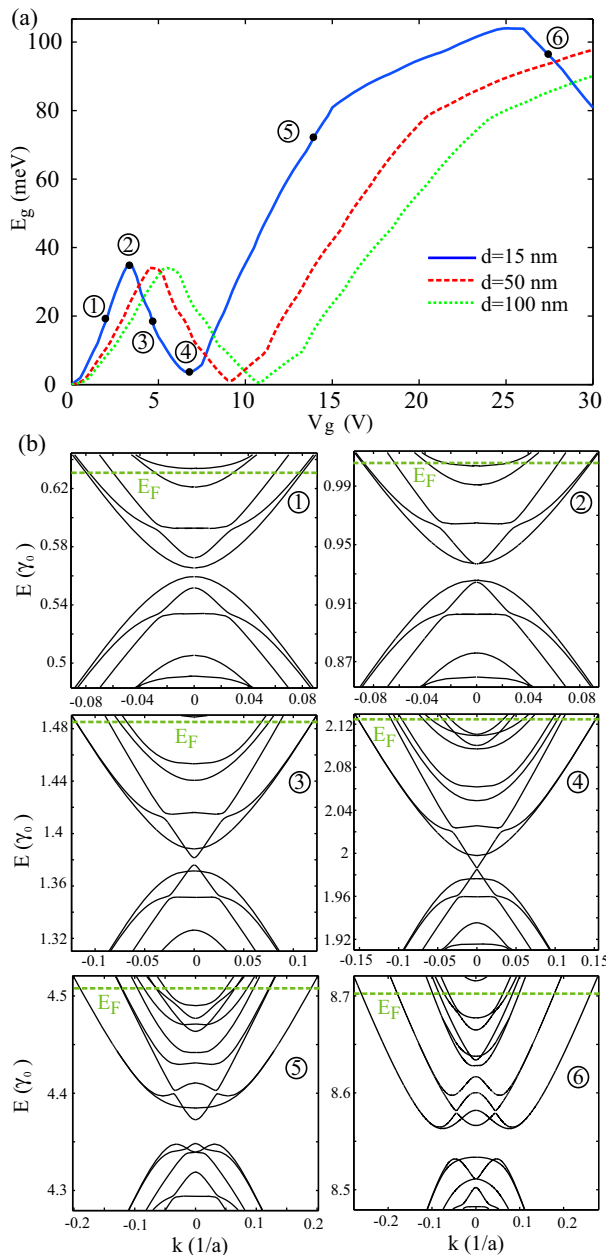 (a)
100
80
60
40
20
0
E_g (meV)
① ② ③ ④ ⑤ ⑥
d=15 nm
d=50 nm
d=100 nm
0 5 10 15 20 25 30
V_g (V)
(b)
E (γ₀)
0.62
0.58
0.54
0.5
E_F
①
-0.08 -0.04 0 0.04 0.08
0.99
0.95
0.91
0.87
E_F
②
-0.08 -0.04 0 0.04 0.08
E (γ₀)
1.48
1.44
1.4
1.36
1.32
E_F
③
-0.1 -0.05 0 0.05 0.1
2.12
2.08
2.04
2
1.96
1.92
E_F
④
-0.15 -0.1 -0.05 0 0.05 0.1 0.15
E (γ₀)
4.5
4.4
4.3
E_F
⑤
-0.2 -0.1 0 0.1 0.2
k (1/a)
8.7
8.6
8.5
E_F
⑥
-0.2 -0.1 0 0.1 0.2
k (1/a)